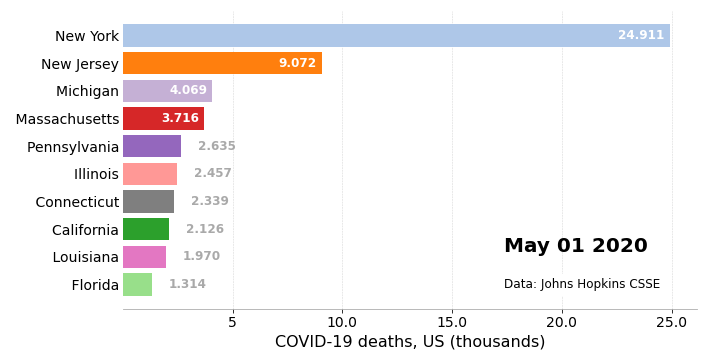 New York 24.911
New Jersey 9.072
Michigan 4.069
Massachusetts 3.716
Pennsylvania 2.635
Illinois 2.457
Connecticut 2.339
California 2.126
Louisiana 1.970
Florida 1.314
May 01 2020
Data: Johns Hopkins CSSE
5 10.0 15.0 20.0 25.0
COVID-19 deaths, US (thousands)